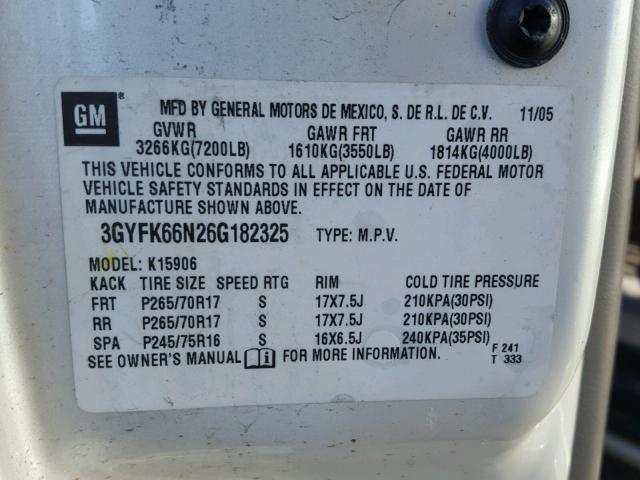 GM ®
MFD BY GENERAL MOTORS DE MEXICO, S. DE R.L. DE C.V. 11/05
GVWR GAWR FRT GAWR RR
3266KG(7200LB) 1610KG(3550LB) 1814KG(4000LB)
THIS VEHICLE CONFORMS TO ALL APPLICABLE U.S. FEDERAL MOTOR
VEHICLE SAFETY STANDARDS IN EFFECT ON THE DATE OF
MANUFACTURE SHOWN ABOVE.
3GYFK66N26G182325 TYPE: M.P.V.
MODEL: K15906
KACK TIRE SIZE SPEED RTG RIM COLD TIRE PRESSURE
FRT P265/70R17 S 17X7.5J 210KPA(30PSI)
RR P265/70R17 S 17X7.5J 210KPA(30PSI)
SPA P245/75R16 S 16X6.5J 240KPA(35PSI)
SEE OWNER'S MANUAL FOR MORE INFORMATION. F 241
T 333